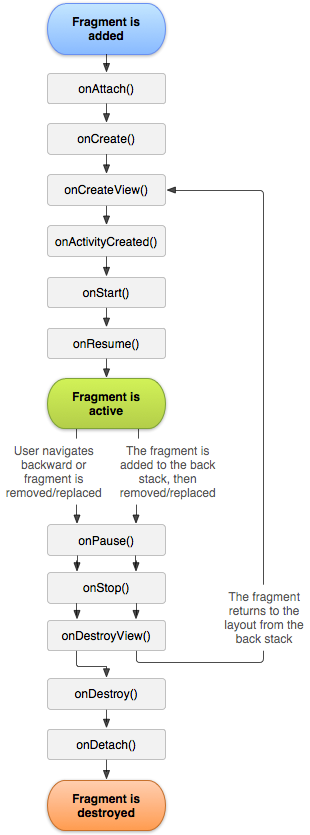 Fragment is
added
onAttach()
onCreate()
onCreateView()
onActivityCreated()
onStart()
onResume()
Fragment is
active
User navigates
backward or
fragment is
removed/replaced
The fragment is
added to the back
stack, then
removed/replaced
onPause()
onStop()
The fragment
returns to the
layout from the
back stack
onDestroyView()
onDestroy()
onDetach()
Fragment is
destroyed